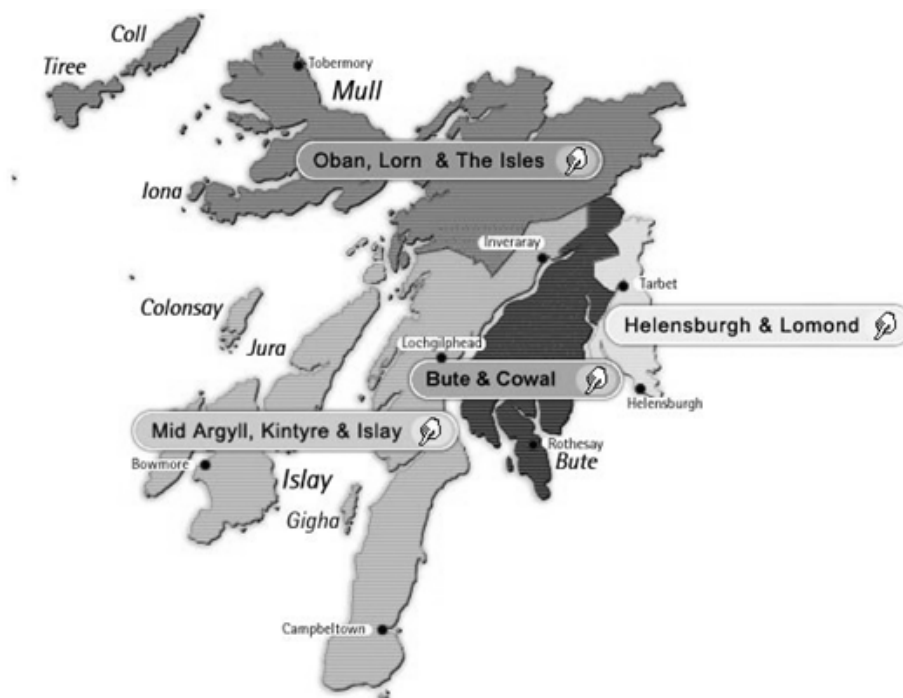 Coll
Tiree
Tobermory
Mull
Oban, Lorn & The Isles
Iona
Inveraray
Tarbet
Colonsay
Helensburgh & Lomond
Jura
Lochgilphead
Bute & Cowal
Helensburgh
Mid Argyll, Kintyre & Islay
Rothesay
Bowmore
Bute
Islay
Gigha
Campbeltown